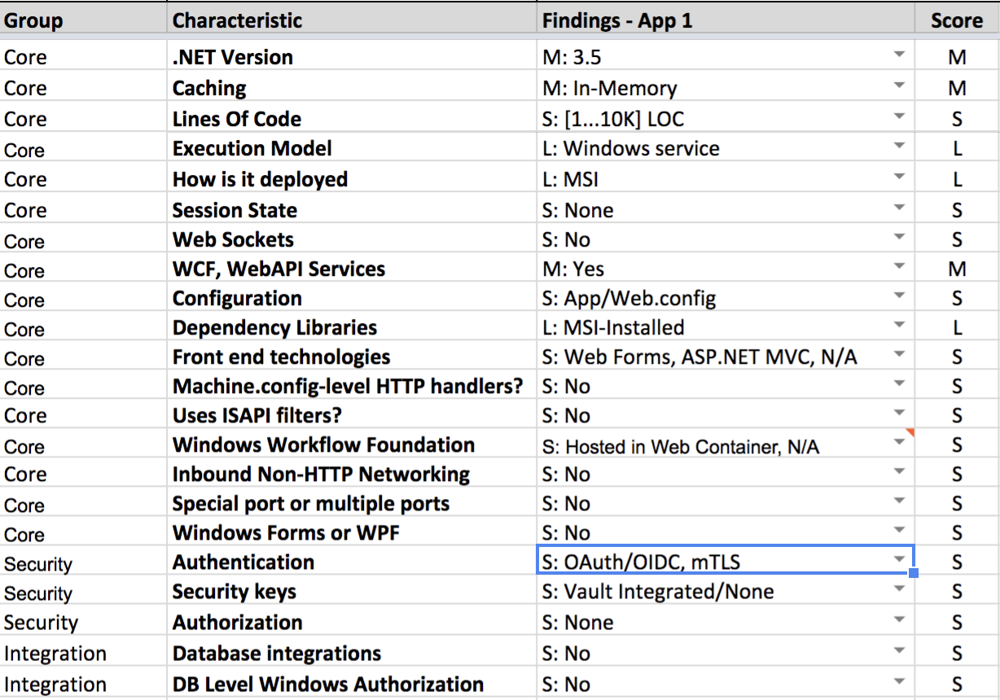 Group Characteristic Findings - App 1 Score
Core .NET Version M: 3.5 M
Core Caching M: In-Memory M
Core Lines Of Code S: [1...10K] LOC S
Core Execution Model L: Windows service L
Core How is it deployed L: MSI L
Core Session State S: None S
Core Web Sockets S: No S
Core WCF, WebAPI Services M: Yes M
Core Configuration S: App/Web.config S
Core Dependency Libraries L: MSI-Installed L
Core Front end technologies S: Web Forms, ASP.NET MVC, N/A S
Core Machine.config-level HTTP handlers? S: No S
Core Uses ISAPI filters? S: No S
Core Windows Workflow Foundation S: Hosted in Web Container, N/A S
Core Inbound Non-HTTP Networking S: No S
Core Special port or multiple ports S: No S
Core Windows Forms or WPF S: No S
Security Authentication S: OAuth/OIDC, mTLS S
Security Security keys S: Vault Integrated/None S
Security Authorization S: None S
Integration Database integrations S: No S
Integration DB Level Windows Authorization S: No S